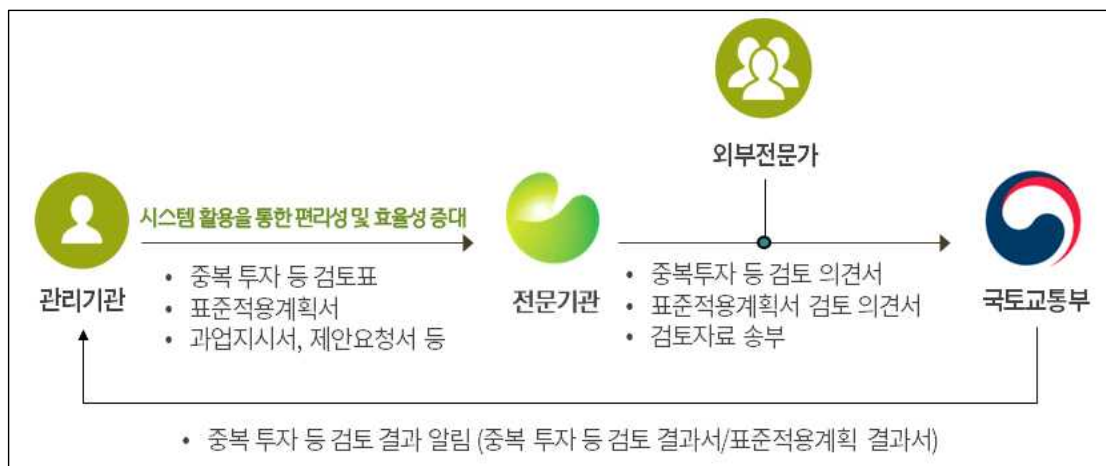 외부전문가
시스템 활용을 통한 편리성 및 효율성 증대
관리기관
• 중복 투자 등 검토표
• 표준적용계획서
• 과업지시서, 제안요청서 등
전문기관
• 중복투자 등 검토 의견서
• 표준적용계획서 검토 의견서
• 검토자료 송부
국토교통부
• 중복 투자 등 검토 결과 알림 (중복 투자 등 검토 결과서/표준적용계획 결과서)